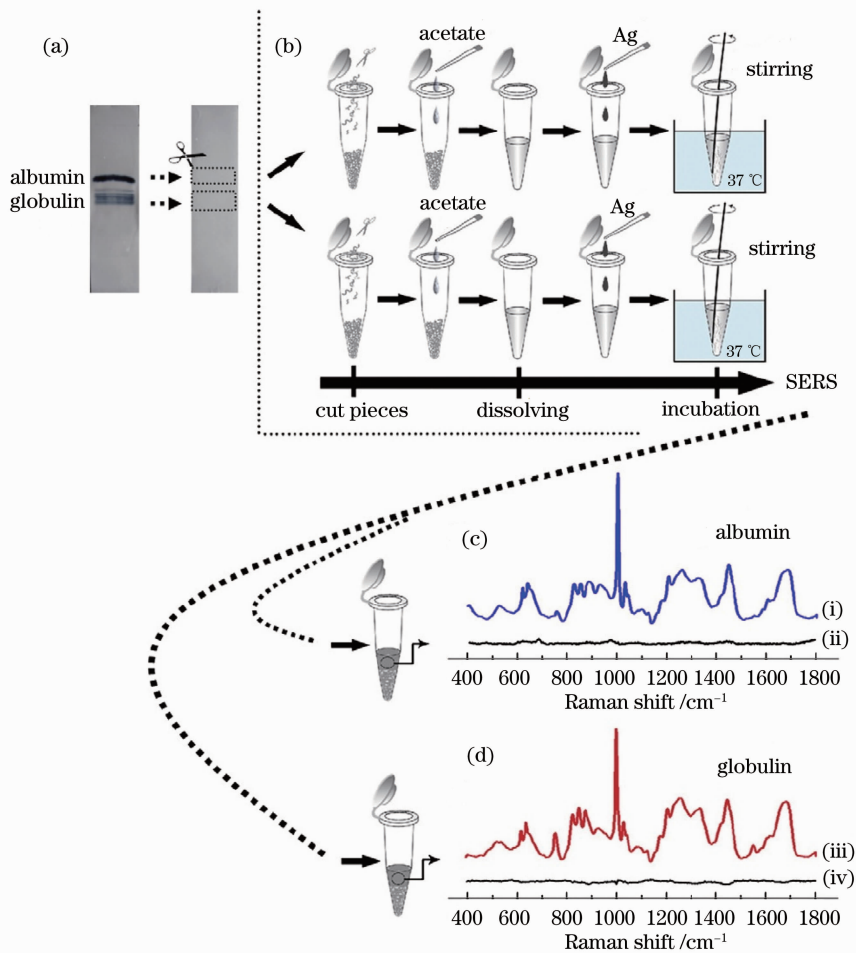 (a)
albumin
globulin
(b)
acetate
Ag
stirring
37 ℃
acetate
Ag
stirring
37 ℃
SERS
cut pieces
dissolving
incubation
(c)
albumin
(i)
(ii)
400 600 800 1000 1200 1400 1600 1800
Raman shift /cm⁻¹
(d)
globulin
(iii)
(iv)
400 600 800 1000 1200 1400 1600 1800
Raman shift /cm⁻¹